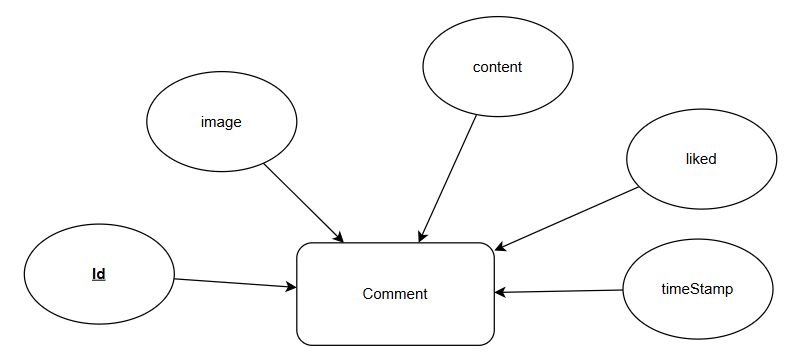 content
image
liked
Id
timeStamp
Comment